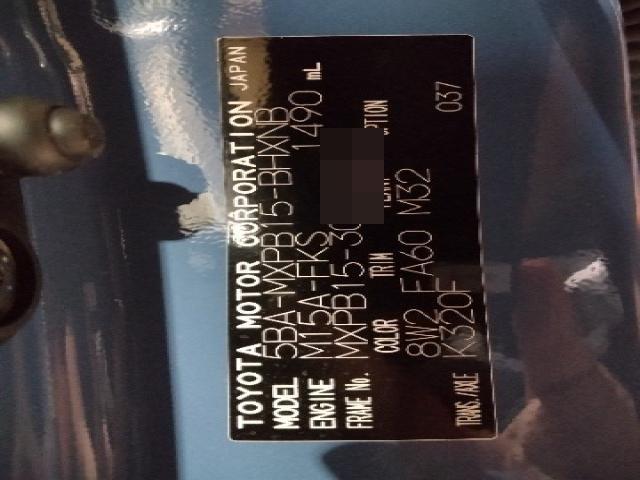 TOYOTA MOTOR CORPORATION JAPAN
MODEL 5BA-MXPB15-BHXNB
ENGINE M15A-FKS 1490 mL
FRAME No. MXPB15-30
COLOR TRIM
8W2 FA60 M32
TRANS./AXLE K320F 037